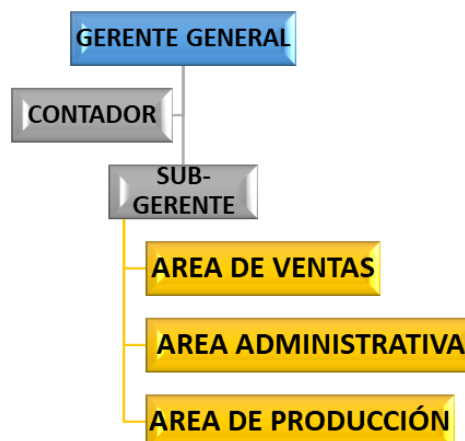 GERENTE GENERAL
CONTADOR
SUB-
GERENTE
AREA DE VENTAS
AREA ADMINISTRATIVA
AREA DE PRODUCCIÓN